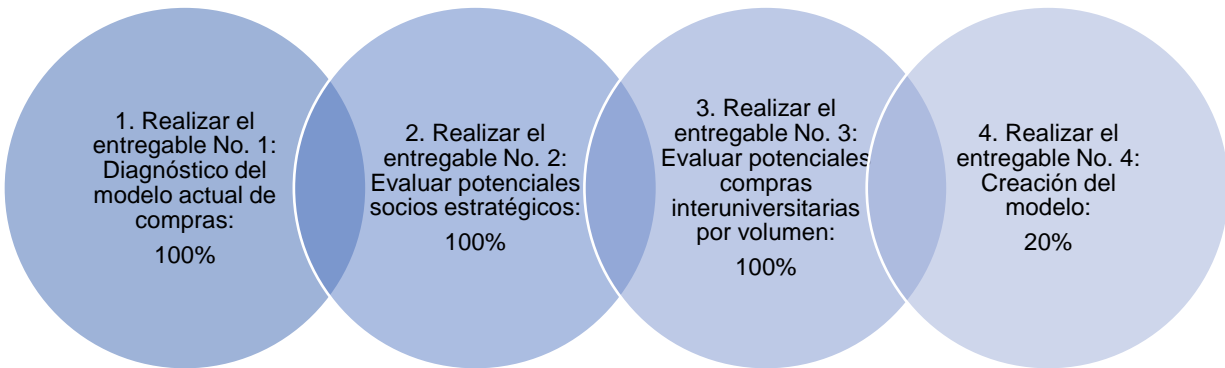 1. Realizar el
entregable No. 1:
Diagnóstico del
modelo actual de
compras:
100%
2. Realizar el
entregable No. 2:
Evaluar potenciales
socios estratégicos:
100%
3. Realizar el
entregable No. 3:
Evaluar potenciales
compras
interuniversitarias
por volumen:
100%
4. Realizar el
entregable No. 4:
Creación del
modelo:
20%